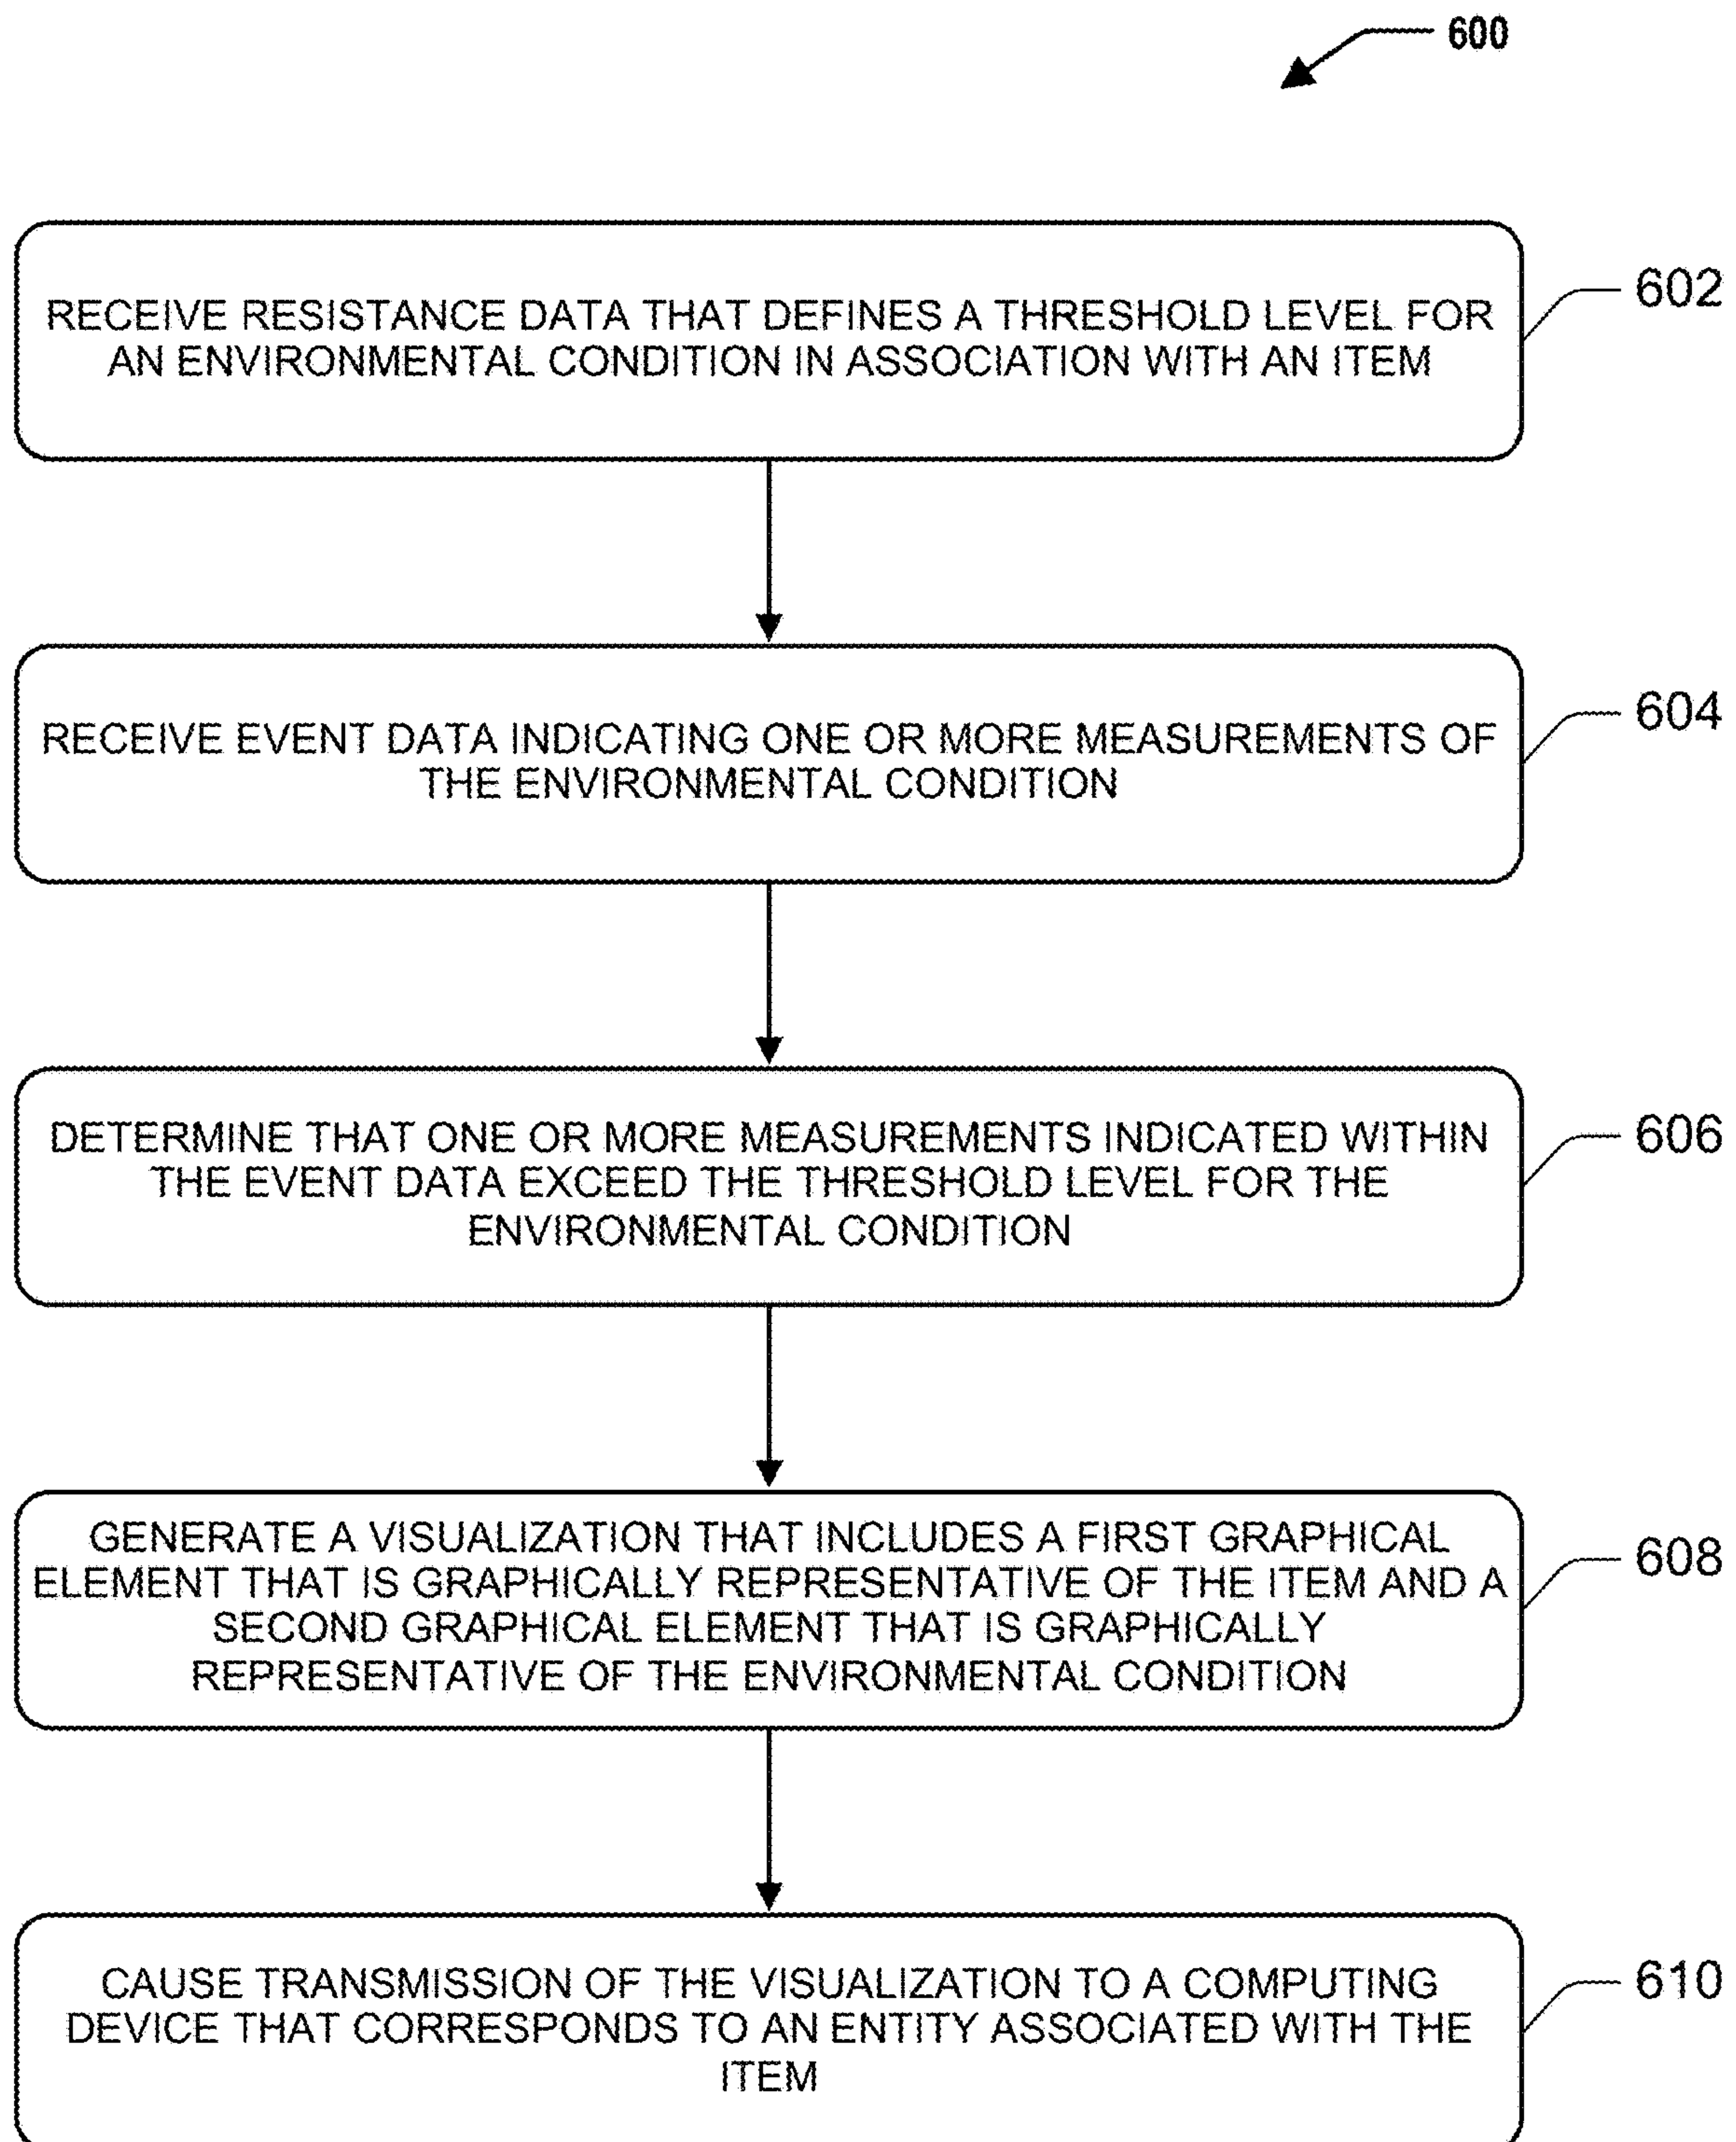 600
RECEIVE RESISTANCE DATA THAT DEFINES A THRESHOLD LEVEL FOR
AN ENVIRONMENTAL CONDITION IN ASSOCIATION WITH AN ITEM
602
RECEIVE EVENT DATA INDICATING ONE OR MORE MEASUREMENTS OF
THE ENVIRONMENTAL CONDITION
604
DETERMINE THAT ONE OR MORE MEASUREMENTS INDICATED WITHIN
THE EVENT DATA EXCEED THE THRESHOLD LEVEL FOR THE
ENVIRONMENTAL CONDITION
606
GENERATE A VISUALIZATION THAT INCLUDES A FIRST GRAPHICAL
ELEMENT THAT IS GRAPHICALLY REPRESENTATIVE OF THE ITEM AND A
SECOND GRAPHICAL ELEMENT THAT IS GRAPHICALLY
REPRESENTATIVE OF THE ENVIRONMENTAL CONDITION
608
CAUSE TRANSMISSION OF THE VISUALIZATION TO A COMPUTING
DEVICE THAT CORRESPONDS TO AN ENTITY ASSOCIATED WITH THE
ITEM
610